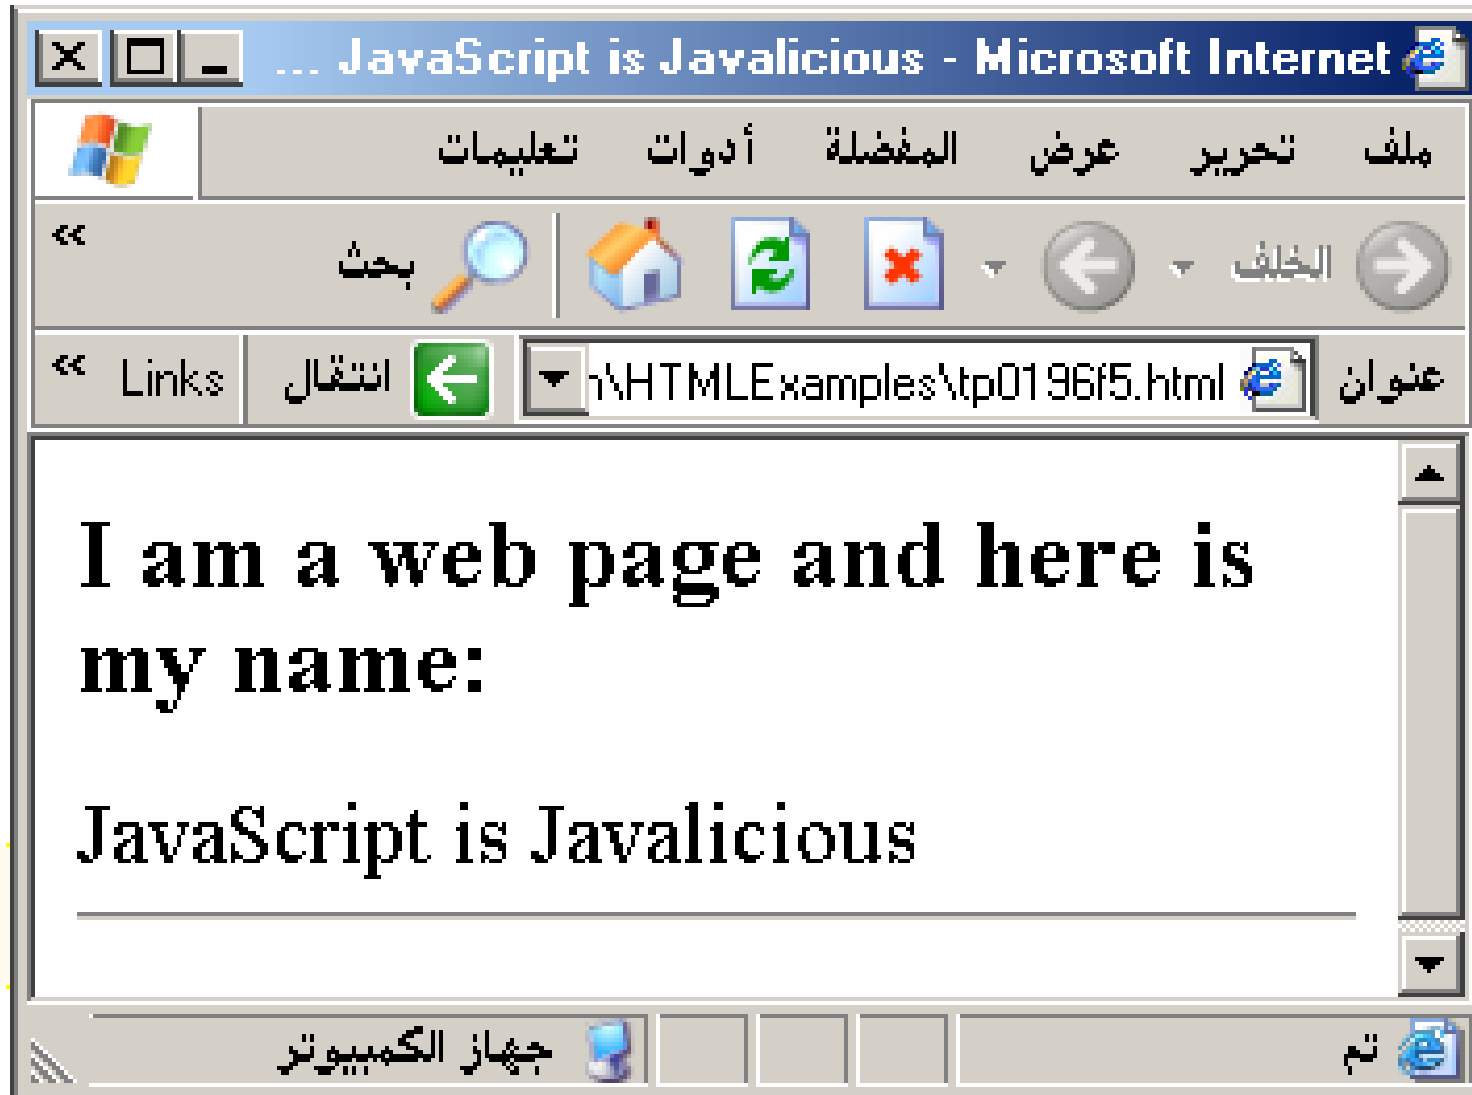 JavaScript is Javalicious - Microsoft Internet ...
ملف تحرير عرض المفضلة أدوات تعليمات
الخلف بحث »
عنوان \HTMLExamples\tp0196f5.html انتقال Links »
I am a web page and here is
my name:
JavaScript is Javalicious
تم جهاز الكمبيوتر